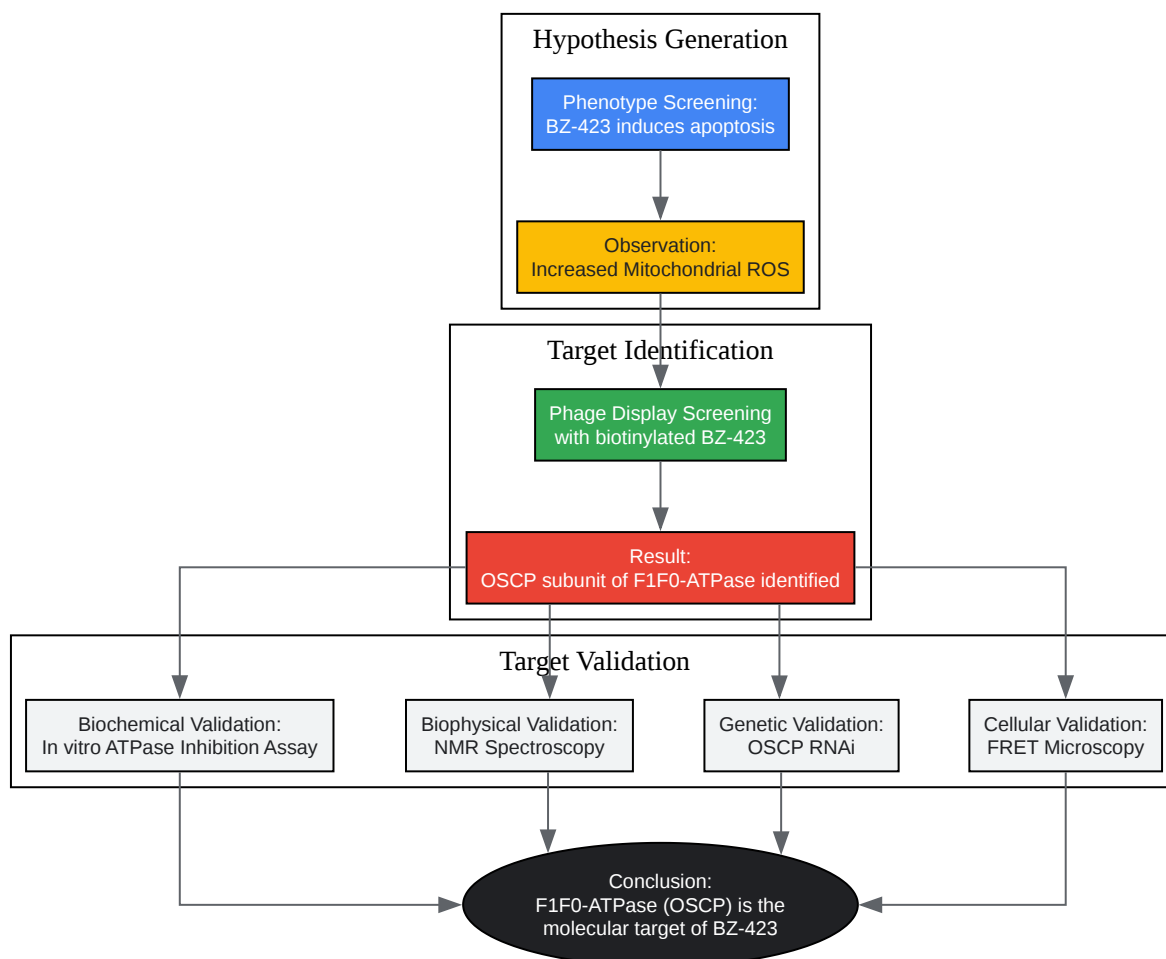 Hypothesis Generation
Phenotype Screening:
BZ-423 induces apoptosis
Observation:
Increased Mitochondrial ROS
Target Identification
Phage Display Screening
with biotinylated BZ-423
Result:
OSCP subunit of F1F0-ATPase identified
Target Validation
Biochemical Validation:
In vitro ATPase Inhibition Assay
Biophysical Validation:
NMR Spectroscopy
Genetic Validation:
OSCP RNAi
Cellular Validation:
FRET Microscopy
Conclusion:
F1F0-ATPase (OSCP) is the
molecular target of BZ-423